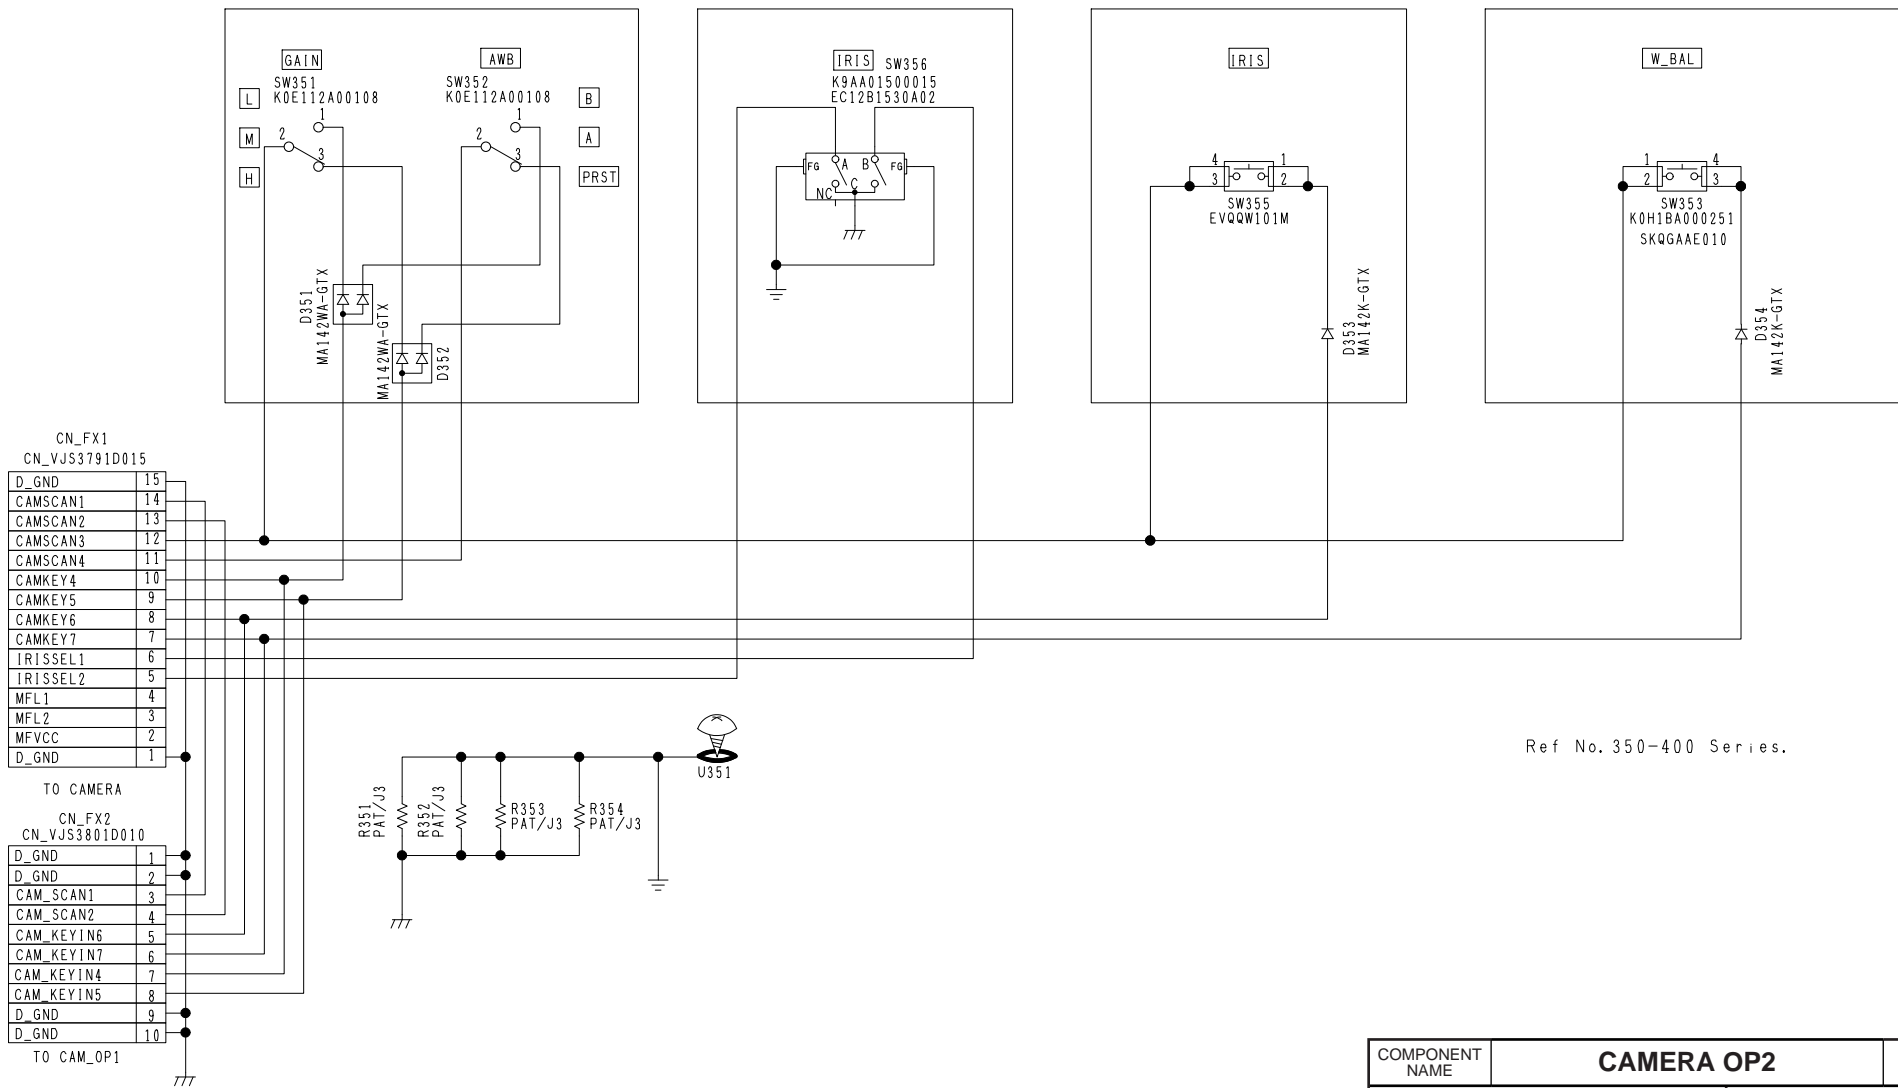 GAIN
SW351
K0E112A00108
L
M
H
1
2
3
AWB
SW352
K0E112A00108
B
A
PRST
1
2
3
D351
MA142WA-GTX
MA142WA-GTX
D352
IRIS SW356
K9AA01500015
EC12B1530A02
FG A B FG
NC C
IRIS
4 1
3 2
SW355
EVQQW101M
D353
MA142K-GTX
W_BAL
1 4
2 3
SW353
K0H1BA000251
SKQGAAE010
D354
MA142K-GTX
CN_FX1
CN_VJS3791D015
D_GND 15
CAMSCAN1 14
CAMSCAN2 13
CAMSCAN3 12
CAMSCAN4 11
CAMKEY4 10
CAMKEY5 9
CAMKEY6 8
CAMKEY7 7
IRISSEL1 6
IRISSEL2 5
MFL1 4
MFL2 3
MFVCC 2
D_GND 1
TO CAMERA
CN_FX2
CN_VJS3801D010
D_GND 1
D_GND 2
CAM_SCAN1 3
CAM_SCAN2 4
CAM_KEYIN6 5
CAM_KEYIN7 6
CAM_KEYIN4 7
CAM_KEYIN5 8
D_GND 9
D_GND 10
TO CAM_OP1
R351
PAT/J3
R352
PAT/J3
R353
PAT/J3
R354
PAT/J3
U351
Ref No.350-400 Series.
COMPONENT
NAME
CAMERA OP2